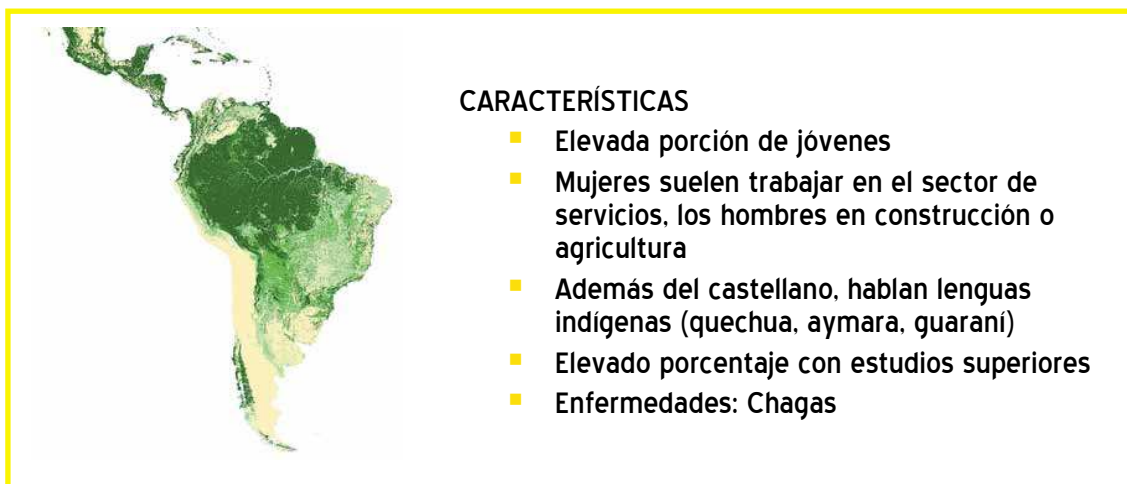 CARACTERÍSTICAS
Elevada porción de jóvenes
Mujeres suelen trabajar en el sector de
servicios, los hombres en construcción o
agricultura
Además del castellano, hablan lenguas
indígenas (quechua, aymara, guaraní)
Elevado porcentaje con estudios superiores
Enfermedades: Chagas